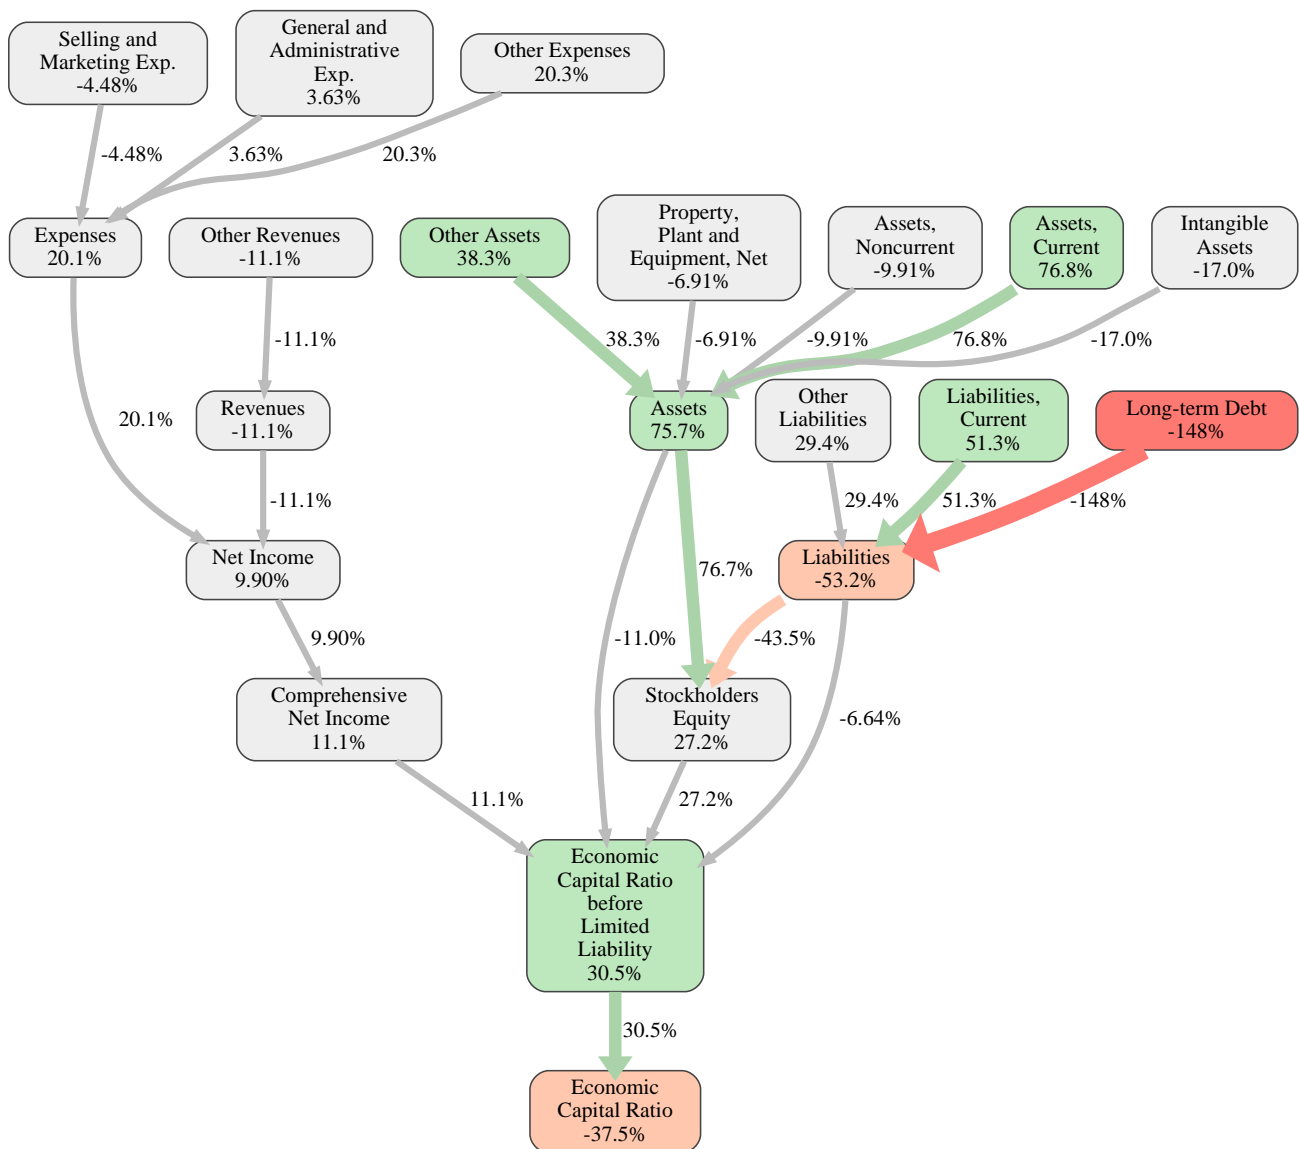 Selling and
Marketing Exp.
-4.48%
General and
Administrative
Exp.
3.63%
Other Expenses
20.3%
-4.48%
3.63%
20.3%
Expenses
20.1%
Other Revenues
-11.1%
Other Assets
38.3%
Property,
Plant and
Equipment, Net
-6.91%
Assets,
Noncurrent
-9.91%
Assets,
Current
76.8%
Intangible
Assets
-17.0%
-11.1%
38.3%
-6.91%
-9.91%
76.8%
-17.0%
20.1%
Revenues
-11.1%
Assets
75.7%
Other
Liabilities
29.4%
Liabilities,
Current
51.3%
Long-term Debt
-148%
-11.1%
29.4%
51.3%
-148%
Net Income
9.90%
76.7%
Liabilities
-53.2%
9.90%
-11.0%
-43.5%
Comprehensive
Net Income
11.1%
Stockholders
Equity
27.2%
-6.64%
11.1%
27.2%
Economic
Capital Ratio
before
Limited
Liability
30.5%
30.5%
Economic
Capital Ratio
-37.5%